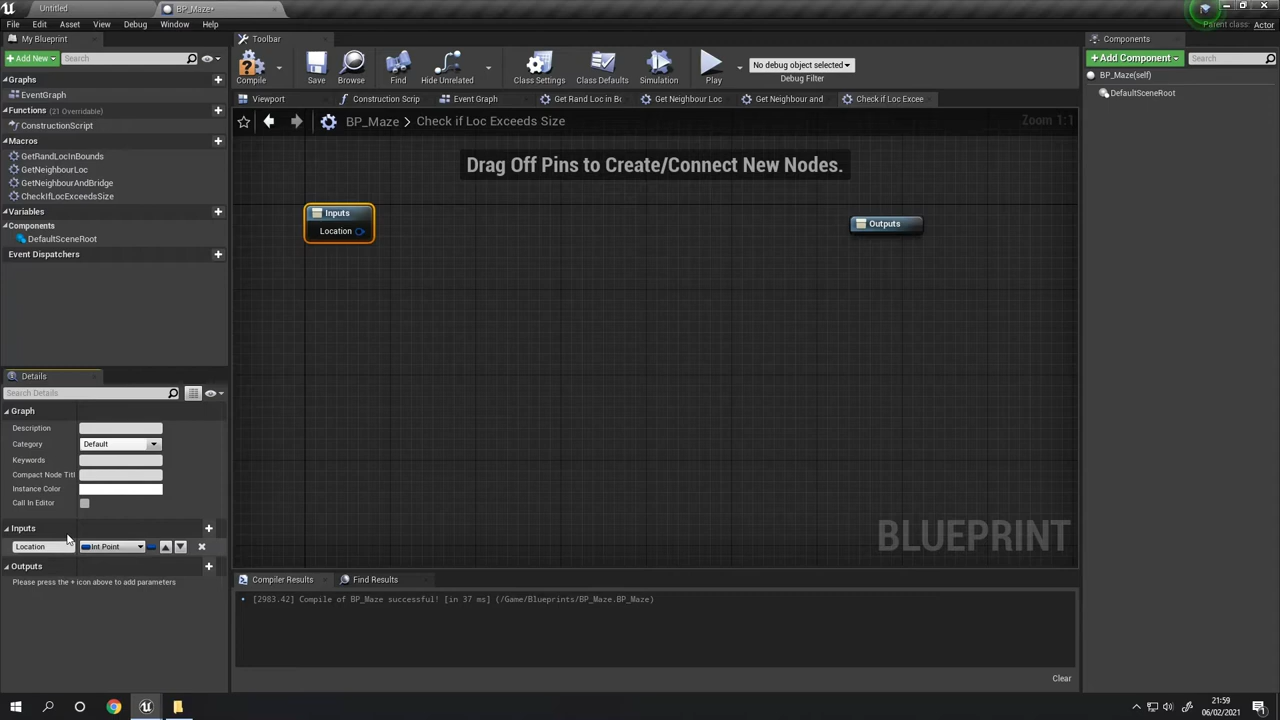 Untitled
BP_Maze*
File Edit Asset View Debug Window Help
Parent class: Actor
My Blueprint
Add New
Search
Graphs
EventGraph
Functions (21 Overridable)
ConstructionScript
Macros
GetRandLocInBounds
GetNeighbourLoc
GetNeighbourAndBridge
CheckIfLocExceedsSize
Variables
Components
DefaultSceneRoot
Event Dispatchers
Toolbar
Compile Save Browse Find Hide Unrelated Class Settings Class Defaults Simulation Play
No debug object selected
Debug Filter
Viewport Construction Scrip Event Graph Get Rand Loc in Bc Get Neighbour Loc Get Neighbour and Check if Loc Excee
BP_Maze > Check if Loc Exceeds Size
Zoom 1:1
Drag Off Pins to Create/Connect New Nodes.
Inputs
Location
Outputs
BLUEPRINT
Components
Add Component
Search
BP_Maze(self)
DefaultSceneRoot
Details
Search Details
Graph
Description
Category Default
Keywords
Compact Node Titl
Instance Color
Call In Editor
Inputs
Location Int Point
Outputs
Please press the + icon above to add parameters
Compiler Results Find Results
[2983.42] Compile of BP_Maze successful! [in 37 ms] (/Game/Blueprints/BP_Maze.BP_Maze)
Clear
21:59
06/02/2021